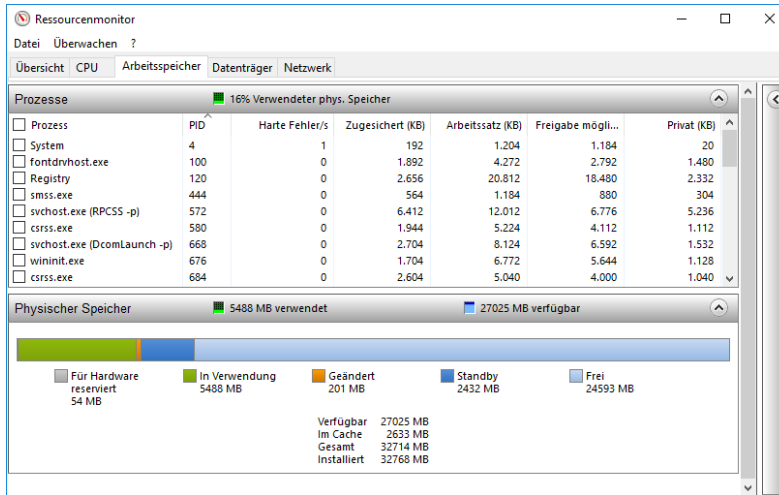 Ressourcenmonitor
Datei Überwachen ?
Übersicht CPU Arbeitsspeicher Datenträger Netzwerk
Prozesse 16% Verwendeter phys. Speicher
Prozess PID Harte Fehler/s Zugesichert (KB) Arbeitssatz (KB) Freigabe mögli... Privat (KB)
System 4 1 192 1.204 1.184 20
fontdrvhost.exe 100 0 1.892 4.272 2.792 1.480
Registry 120 0 2.656 20.812 18.480 2.332
smss.exe 444 0 564 1.184 880 304
svchost.exe (RPCSS -p) 572 0 6.412 12.012 6.776 5.236
csrss.exe 580 0 1.944 5.224 4.112 1.112
svchost.exe (DcomLaunch -p) 668 0 2.704 8.124 6.592 1.532
wininit.exe 676 0 1.704 6.772 5.644 1.128
csrss.exe 684 0 2.604 5.040 4.000 1.040
Physischer Speicher 5488 MB verwendet 27025 MB verfügbar
Für Hardware In Verwendung Geändert Standby Frei
reserviert 5488 MB 201 MB 2432 MB 24593 MB
54 MB
Verfügbar 27025 MB
Im Cache 2633 MB
Gesamt 32714 MB
Installiert 32768 MB